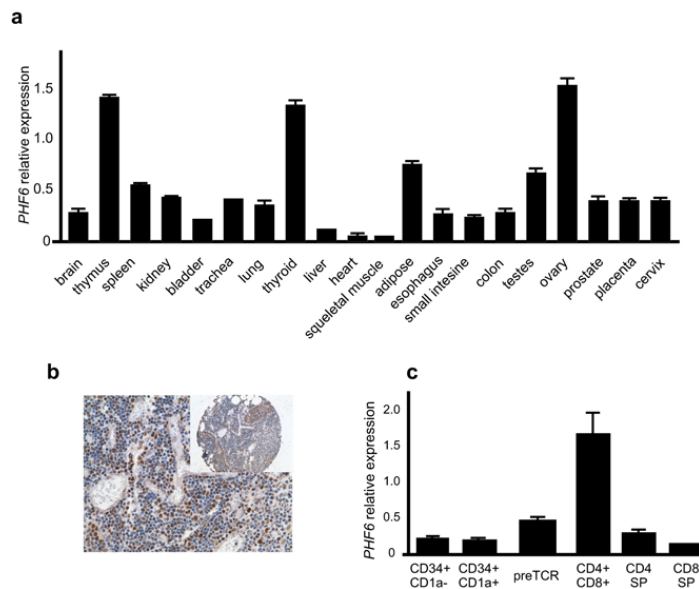 a
PHF6 relative expression
1.5
1.0
0.5
0
brain
thymus
spleen
kidney
bladder
trachea
lung
thyroid
liver
heart
squeletal muscle
adipose
esophagus
small intesine
colon
testes
ovary
prostate
placenta
cervix
b
c
PHF6 relative expression
2.0
1.5
1.0
0.5
0
CD34+ CD34+ preTCR CD4+ CD4 CD8
CD1a- CD1a+ CD8+ SP SP